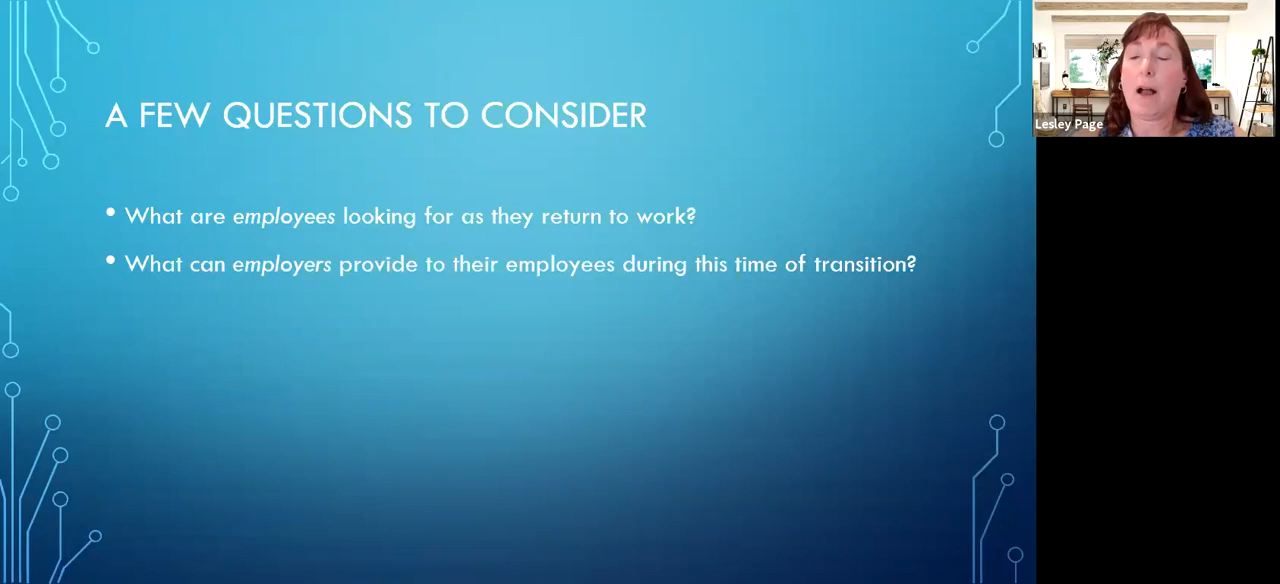 A FEW QUESTIONS TO CONSIDER
• What are employees looking for as they return to work?
• What can employers provide to their employees during this time of transition?
Lesley Page